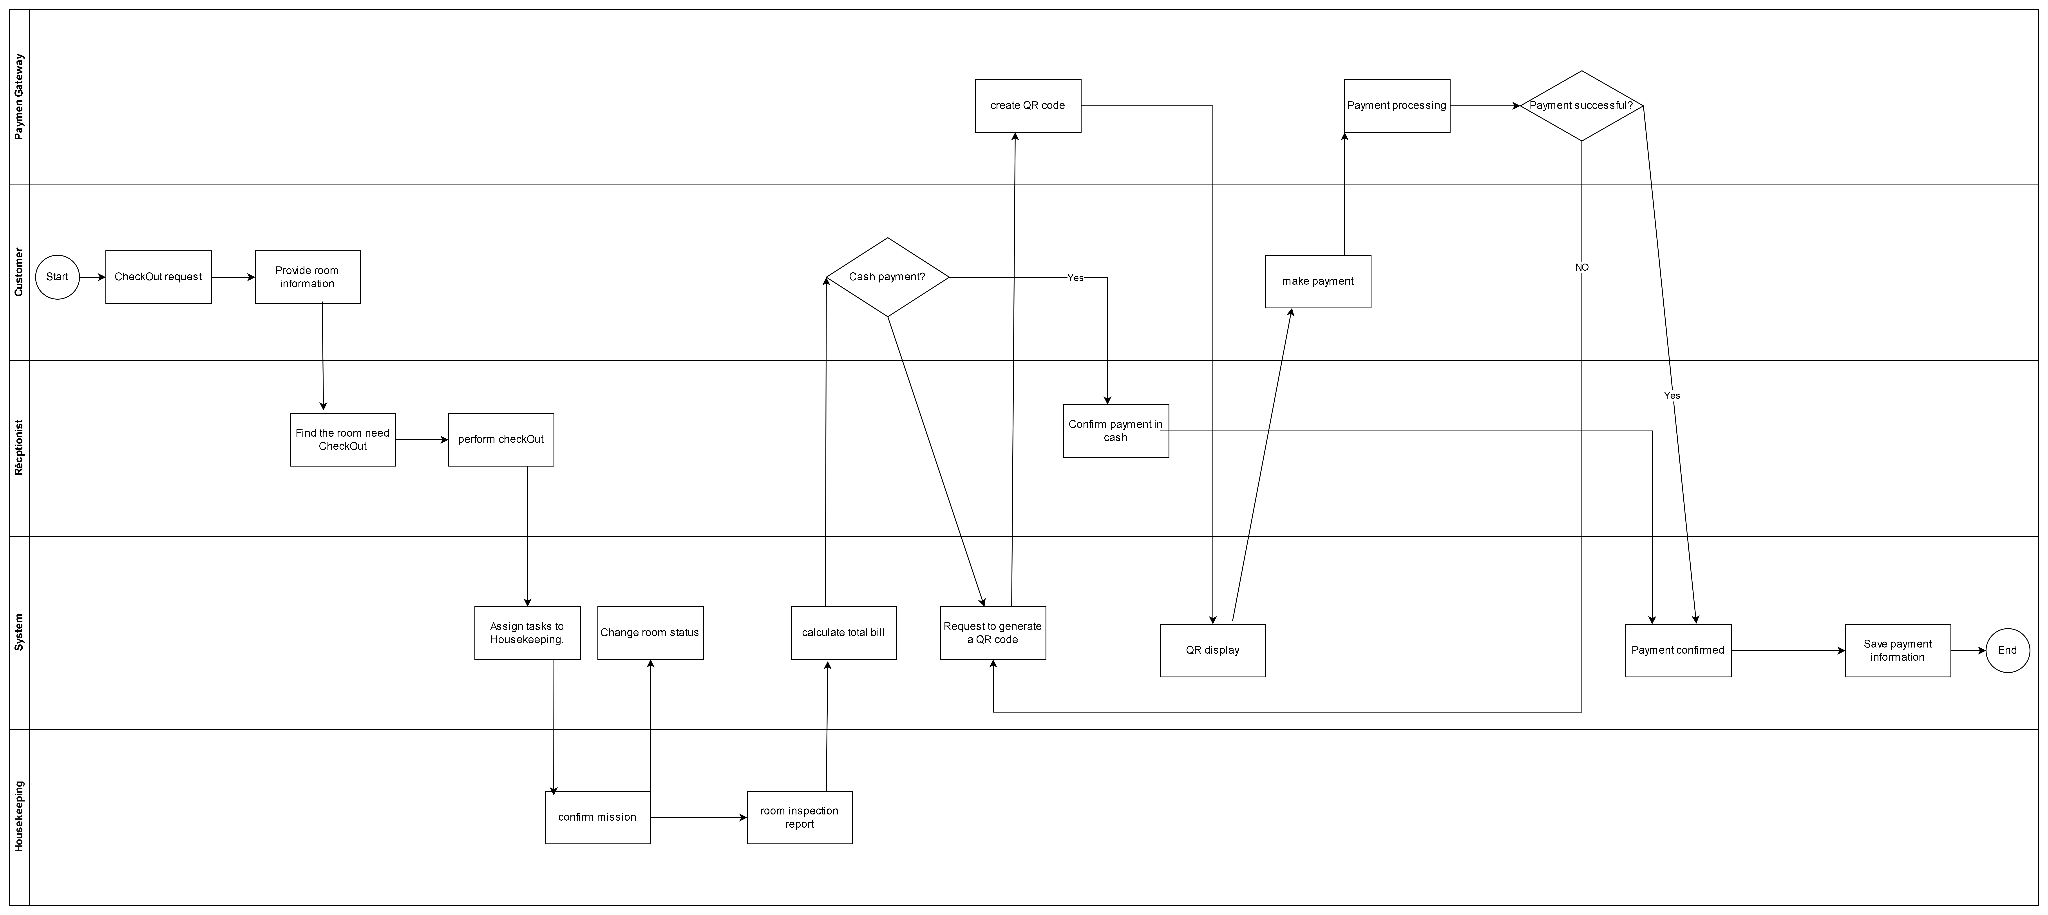 Paymen Gateway
create QR code
Payment processing
Payment successful?
Customer
Start
CheckOut request
Provide room
information
Cash payment?
Yes
make payment
NO
Rêcptionist
Find the room need
CheckOut
perform checkOut
Confirm payment in
cash
Yes
System
Assign tasks to
Housekeeping.
Change room status
calculate total bill
Request to generate
a QR code
QR display
Payment confirmed
Save payment
information
End
Housekeeping
confirm mission
room inspection
report